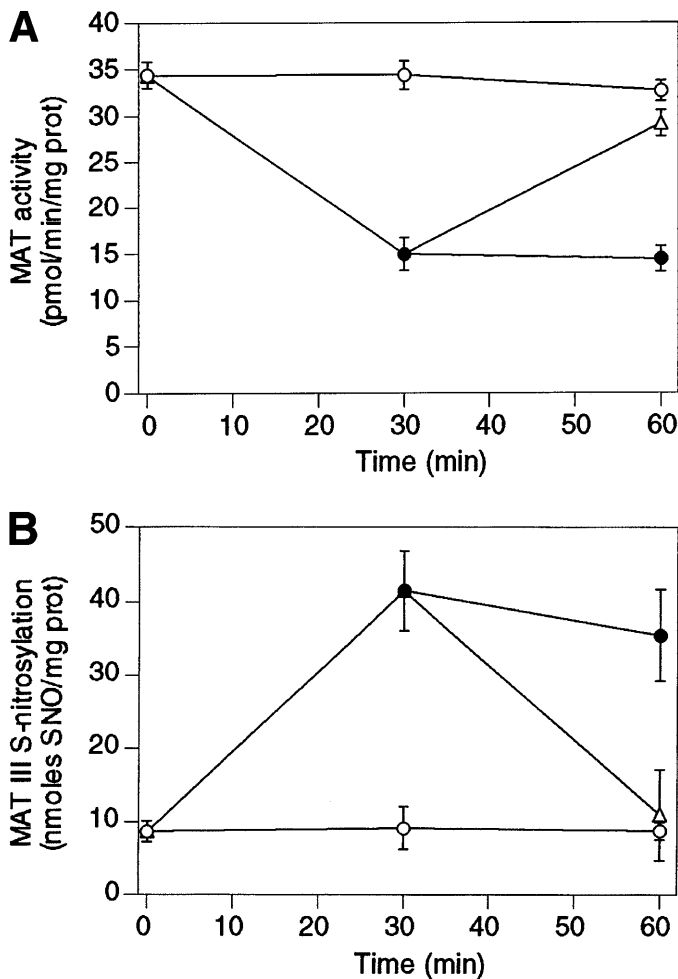 A
MAT activity
(pmol/min/mg prot)
40
35
30
25
20
15
10
5
0
0 10 20 30 40 50 60
Time (min)
B
MAT III S-nitrosylation
(nmoles SNO/mg prot)
50
40
30
20
10
0
0 10 20 30 40 50 60
Time (min)